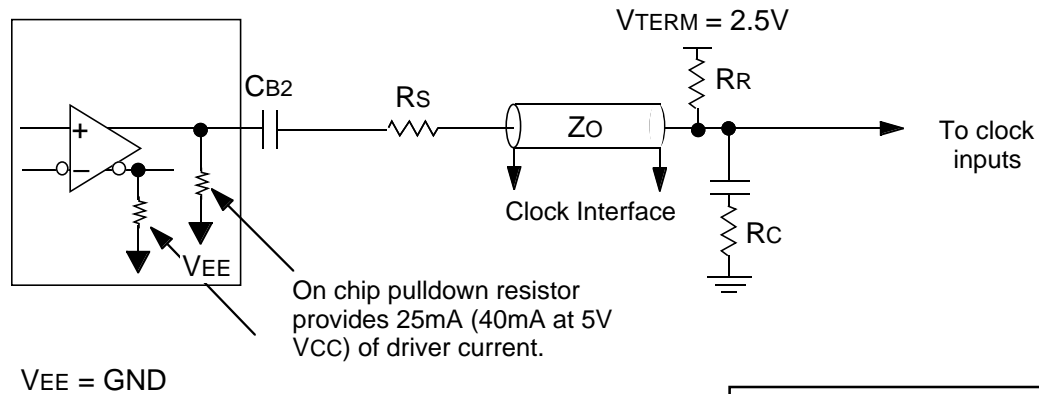 VTERM = 2.5V
CB2
RS
RR
+
ZO
To clock
inputs
−
Clock Interface
RC
VEE
On chip pulldown resistor
provides 25mA (40mA at 5V
VCC) of driver current.
VEE = GND